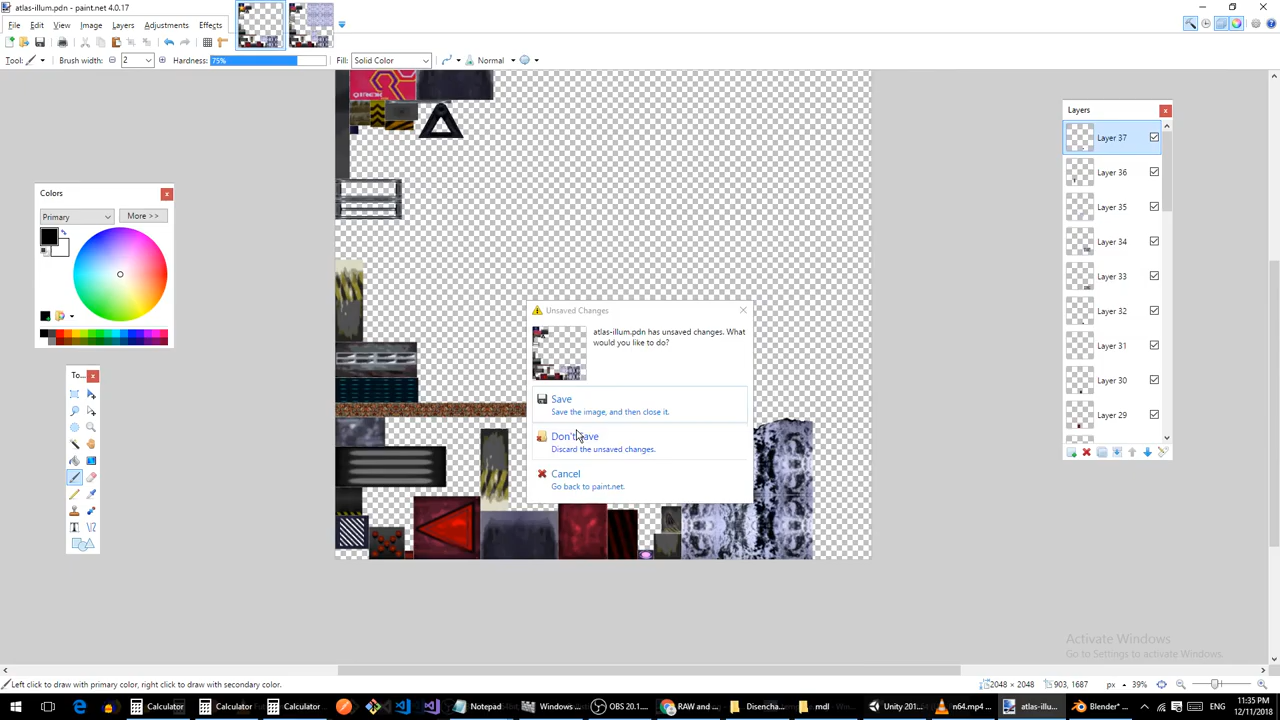 atlas-illum.pdn - paint.net 4.0.17
File Edit View Image Layers Adjustments Effects
Tool: Brush width: 2 Hardness: 75% Fill: Solid Color Normal
Layers
Layer 37
Layer 36
Layer 35
Layer 34
Layer 33
Layer 32
Layer 31
Layer 30
Layer 29
Colors
Primary More >>
To...
Unsaved Changes
atlas-illum.pdn has unsaved changes. What
would you like to do?
Save
Save the image, and then close it.
Don't save
Discard the unsaved changes.
Cancel
Go back to paint.net.
Activate Windows
Go to Settings to activate Windows.
Left click to draw with primary color, right click to draw with secondary color.
2048 × 2048 903, 1687 px 39%
Calculator Calculator Calculator Notepad Windows... OBS 20.1... RAW and ... Disencha... mdl Unity 201... n64.mp4 ... atlas-illu... Blender* ... ENG
11:35 PM
12/11/2018